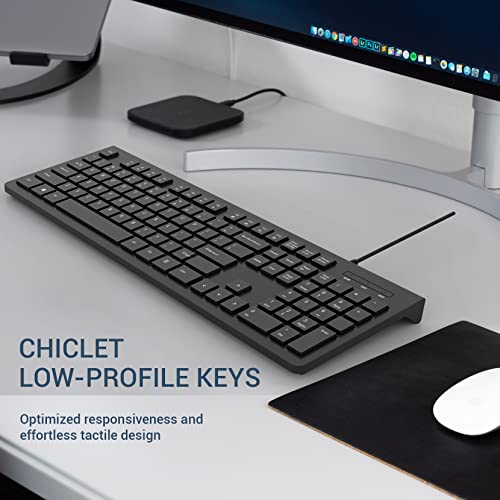 CHICLET
LOW-PROFILE KEYS
Optimized responsiveness and
effortless tactile design